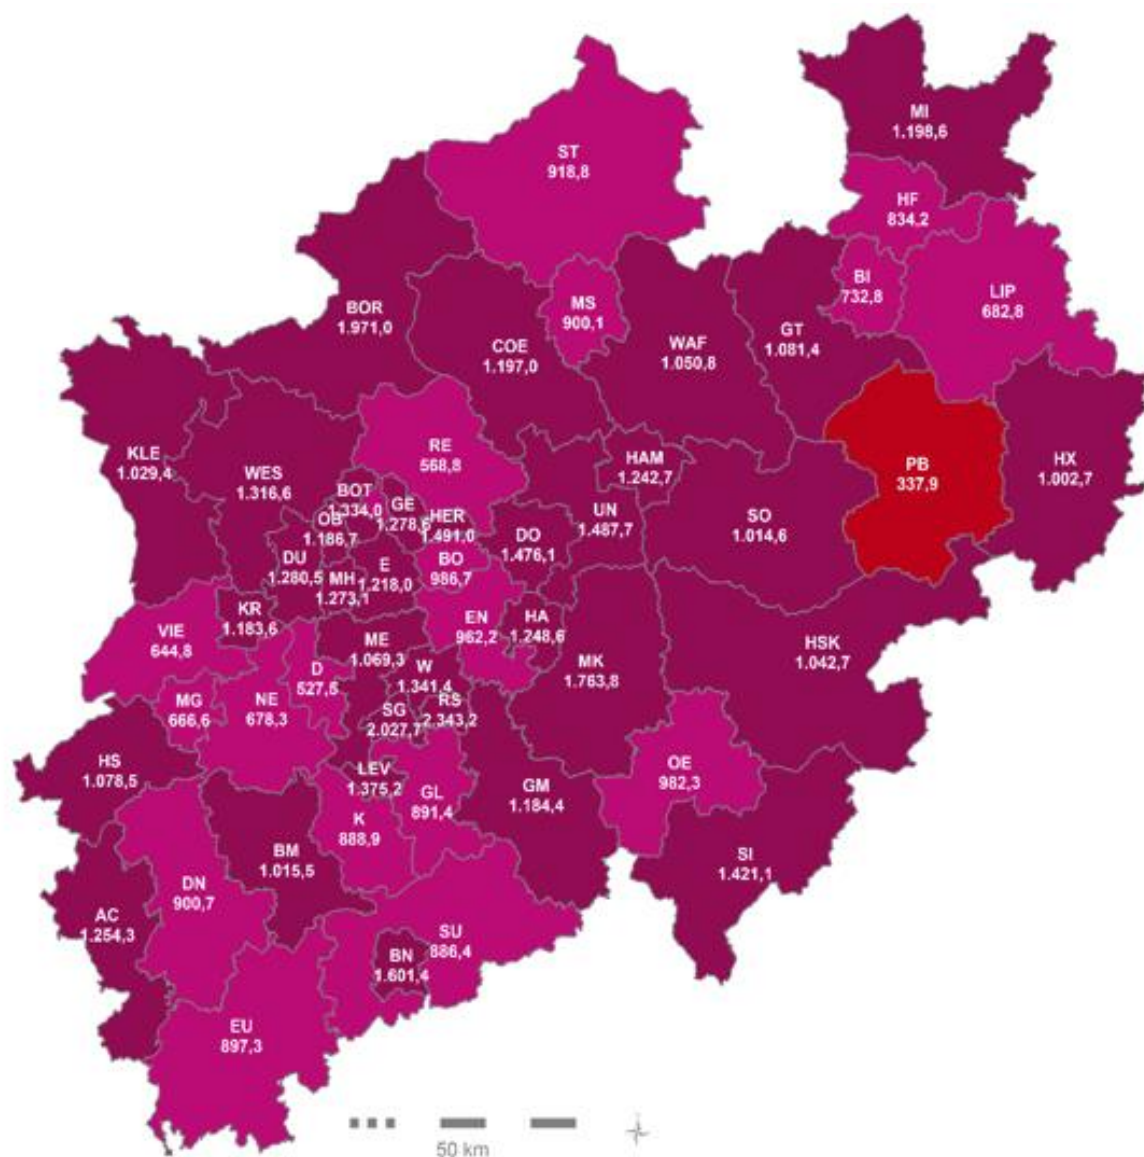 MI
1.198,6
ST
918,8
HF
834,2
BI
732,8
LIP
682,8
BOR
1.971,0
MS
900,1
COE
1.197,0
WAF
1.050,8
GT
1.081,4
KLE
1.029,4
WES
1.316,6
RE
568,8
HAM
1.242,7
PB
337,9
HX
1.002,7
BOT
1.334,0
GE
1.278,6
HER
1.491,0
OB
1.186,7
UN
1.487,7
SO
1.014,6
DO
1.476,1
DU
1.280,5
MH
1.273,1
E
1.218,0
BO
986,7
KR
1.183,6
EN
962,2
HA
1.248,6
VIE
644,8
ME
1.069,3
HSK
1.042,7
D
527,5
W
1.341,4
MK
1.763,8
MG
666,6
NE
678,3
SG
2.027,7
RS
2.343,2
HS
1.078,5
LEV
1.375,2
GL
891,4
OE
982,3
GM
1.184,4
K
888,9
BM
1.015,5
SI
1.421,1
DN
900,7
AC
1.254,3
SU
886,4
BN
1.601,4
EU
897,3
50 km